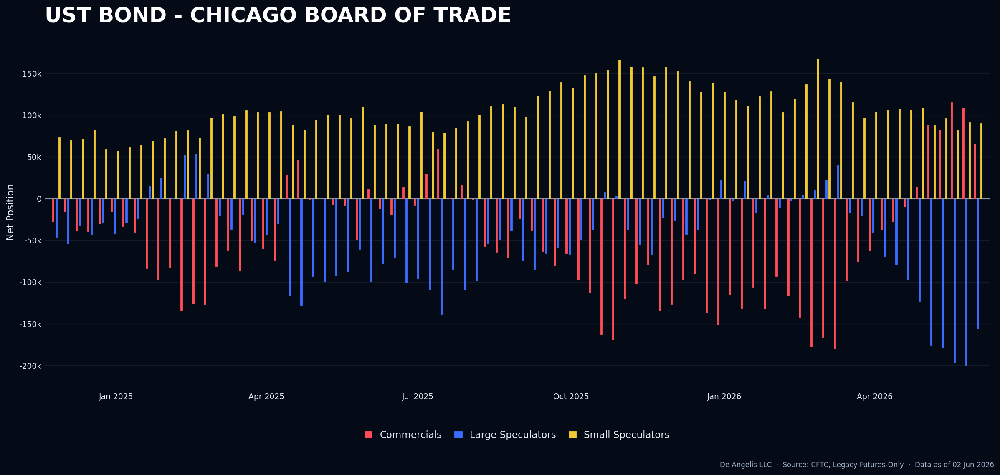 UST BOND - CHICAGO BOARD OF TRADE
Net Position
150k
100k
50k
0
-50k
-100k
-150k
-200k
Jan 2025 Apr 2025 Jul 2025 Oct 2025 Jan 2026 Apr 2026
Commercials Large Speculators Small Speculators
De Angelis LLC · Source: CFTC, Legacy Futures-Only · Data as of 02 Jun 2026